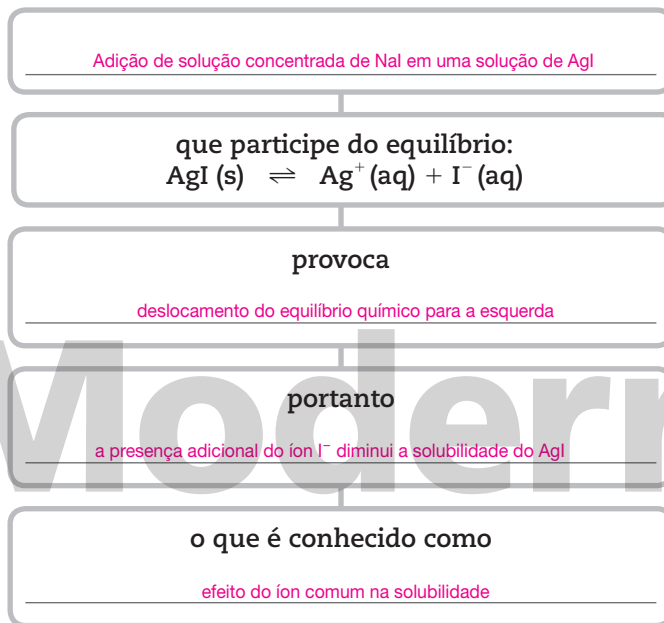 Adição de solução concentrada de NaI em uma solução de AgI
que participe do equilíbrio:
AgI (s) ⇌ Ag⁺ (aq) + I⁻ (aq)
provoca
deslocamento do equilíbrio químico para a esquerda
Modern
portanto
a presença adicional do íon I⁻ diminui a solubilidade do AgI
o que é conhecido como
efeito do íon comum na solubilidade